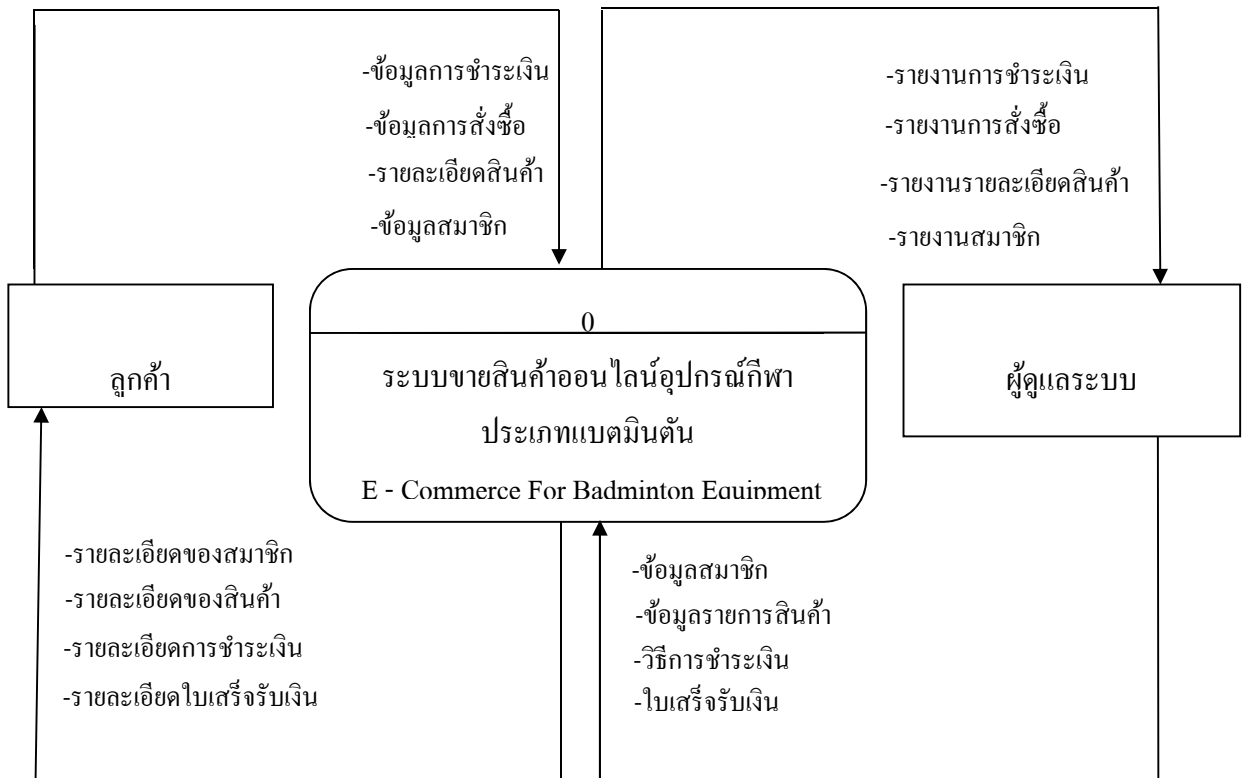 -ข้อมูลการชำระเงิน
-ข้อมูลการสั่งซื้อ
-รายละเอียดสินค้า
-ข้อมูลสมาชิก
-รายงานการชำระเงิน
-รายงานการสั่งซื้อ
-รายงานรายละเอียดสินค้า
-รายงานสมาชิก
ลูกค้า
0
ระบบขายสินค้าออนไลน์อุปกรณ์กีฬา
ประเภทแบตมินตัน
E - Commerce For Badminton Equipment
ผู้ดูแลระบบ
-รายละเอียดของสมาชิก
-รายละเอียดของสินค้า
-รายละเอียดการชำระเงิน
-รายละเอียดใบเสร็จรับเงิน
-ข้อมูลสมาชิก
-ข้อมูลรายการสินค้า
-วิธีการชำระเงิน
-ใบเสร็จรับเงิน